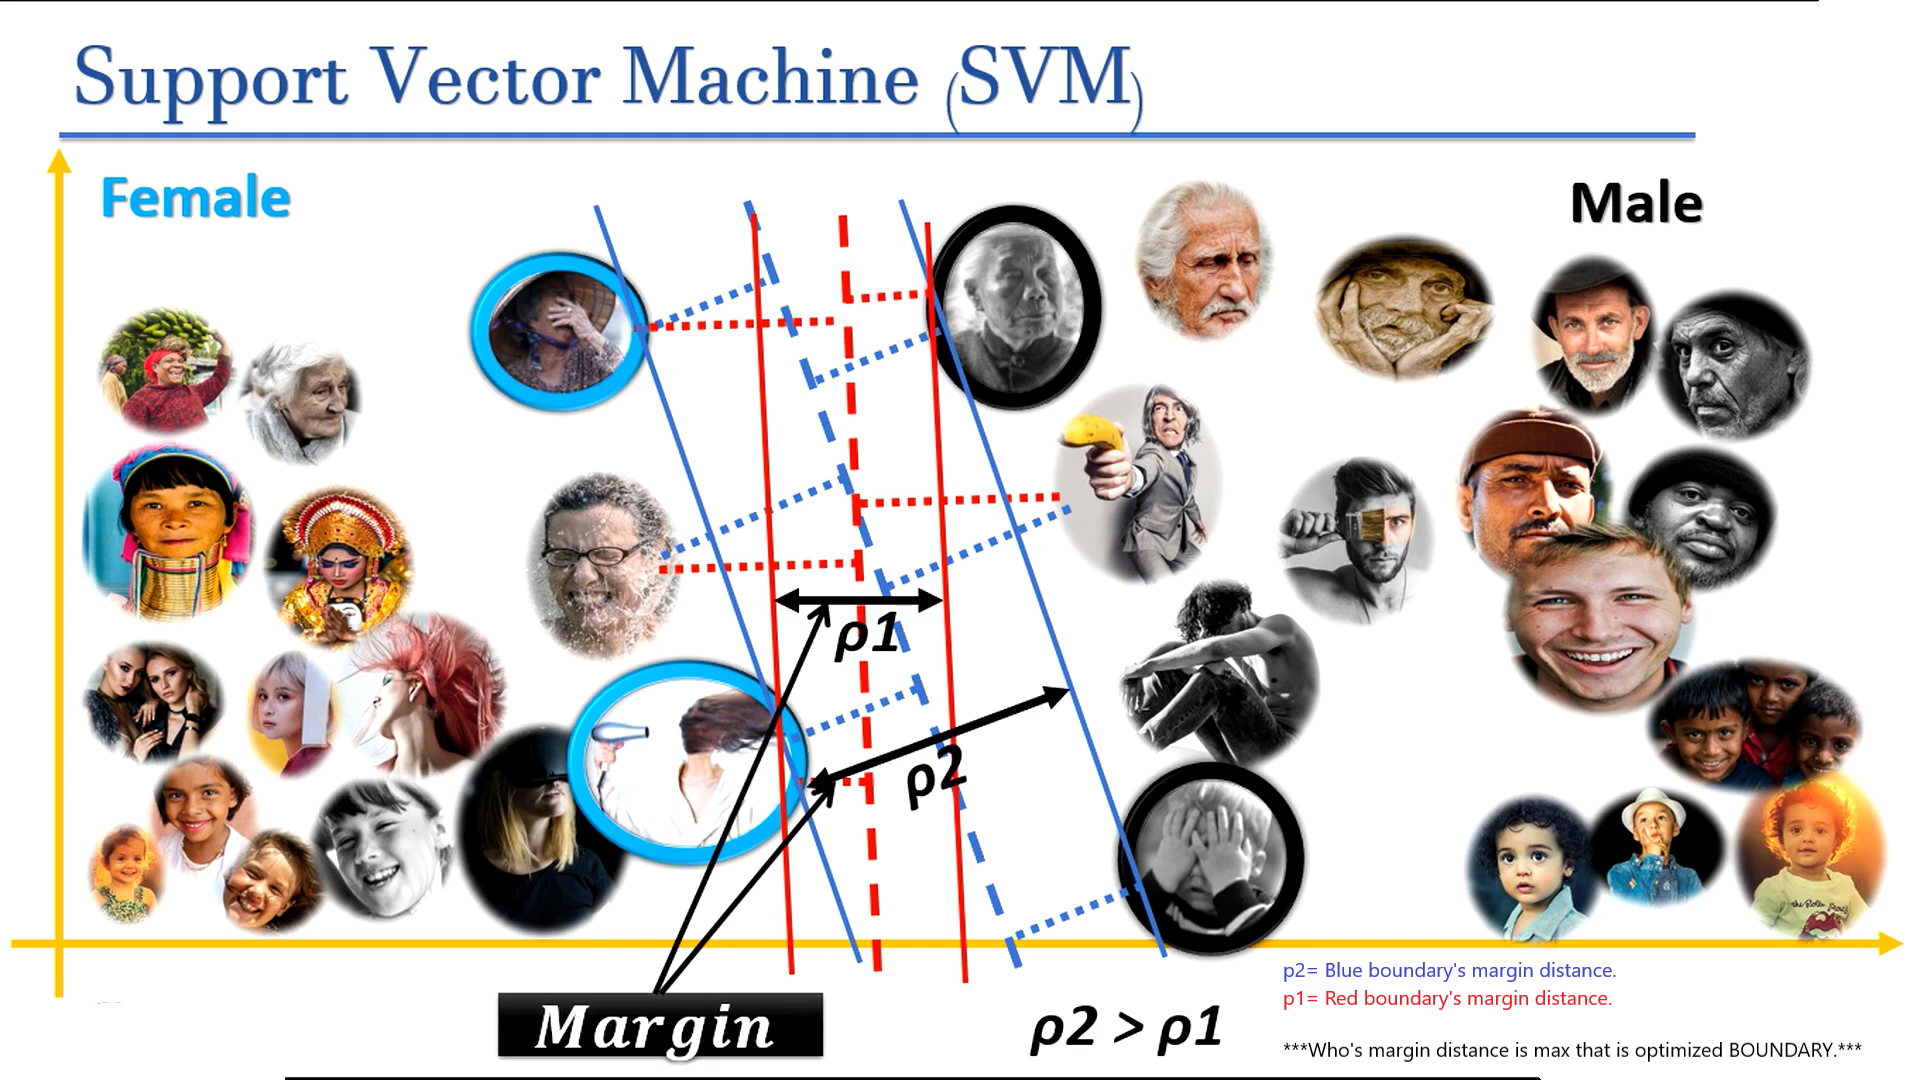 Support Vector Machine (SVM)
Female
Male
ρ1
ρ2
Margin
ρ2 > ρ1
p2= Blue boundary's margin distance.
p1= Red boundary's margin distance.
***Who's margin distance is max that is optimized BOUNDARY.***